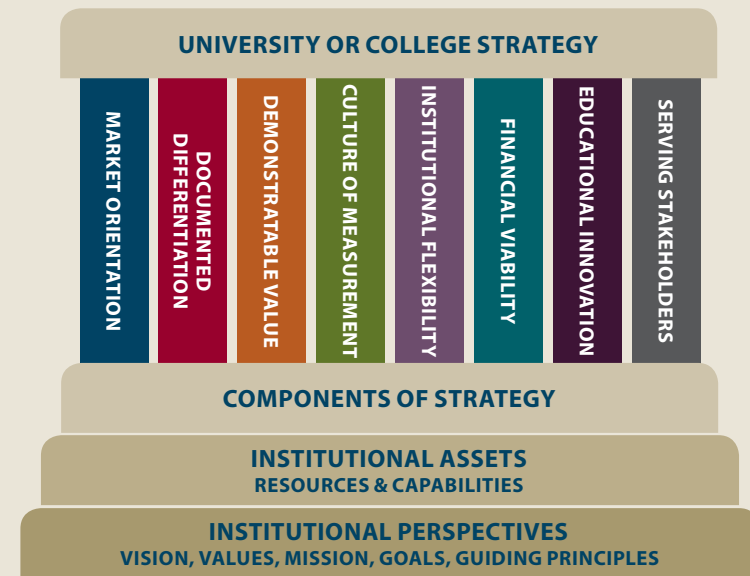 UNIVERSITY OR COLLEGE STRATEGY
MARKET ORIENTATION
DOCUMENTED
DIFFERENTIATION
DEMONSTRATABLE VALUE
CULTURE OF MEASUREMENT
INSTITUTIONAL FLEXIBILITY
FINANCIAL VIABILITY
EDUCATIONAL INNOVATION
SERVING STAKEHOLDERS
COMPONENTS OF STRATEGY
INSTITUTIONAL ASSETS
RESOURCES & CAPABILITIES
INSTITUTIONAL PERSPECTIVES
VISION, VALUES, MISSION, GOALS, GUIDING PRINCIPLES